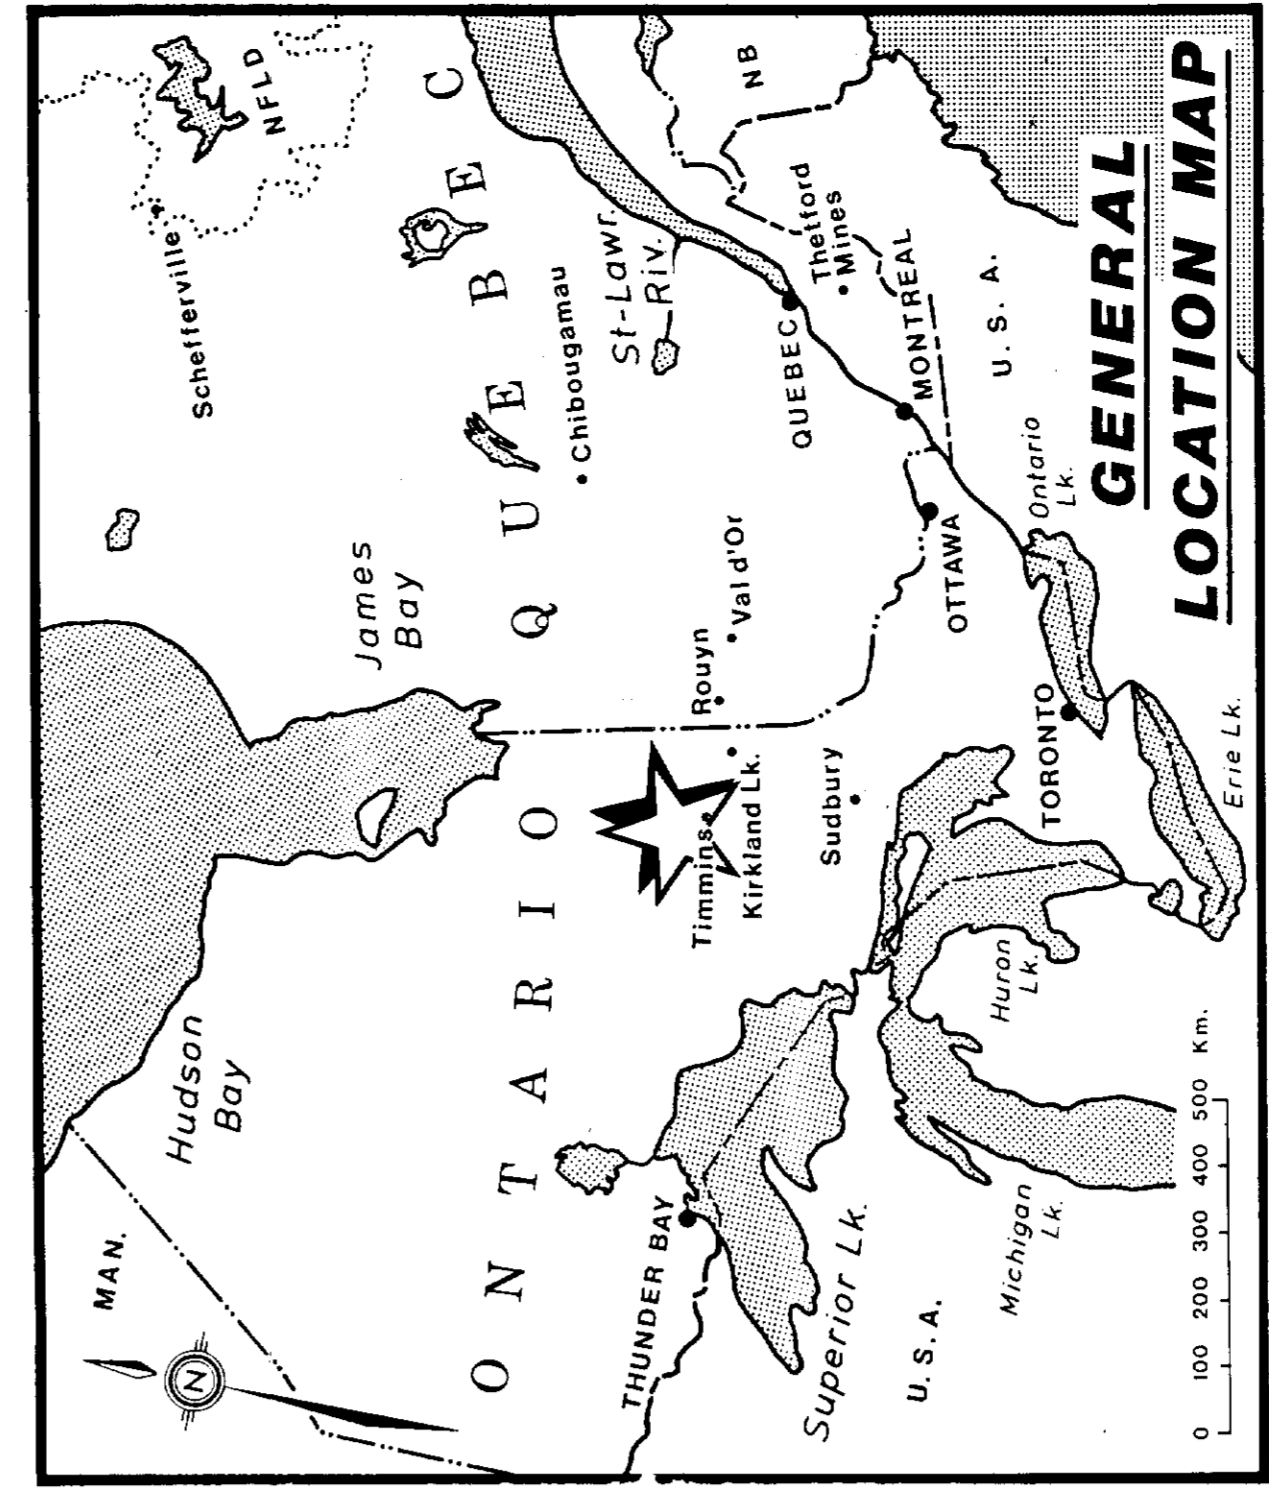 GENERAL
LOCATION MAP
N
MAN.
Hudson
Bay
James
Bay
Schefferville
NFLD
ONTARIO
QUEBEC
Chibougamau
St-Lawr.
Riv.
NB
Thetford
Mines
QUEBEC
MONTREAL
U.S.A.
Val d'Or
Rouyn
Timmins
Kirkland Lk.
Sudbury
OTTAWA
Ontario
Lk.
TORONTO
Erie Lk.
Huron
Lk.
THUNDER BAY
Superior Lk.
Michigan
Lk.
U.S.A.
0 100 200 300 400 500 Km.